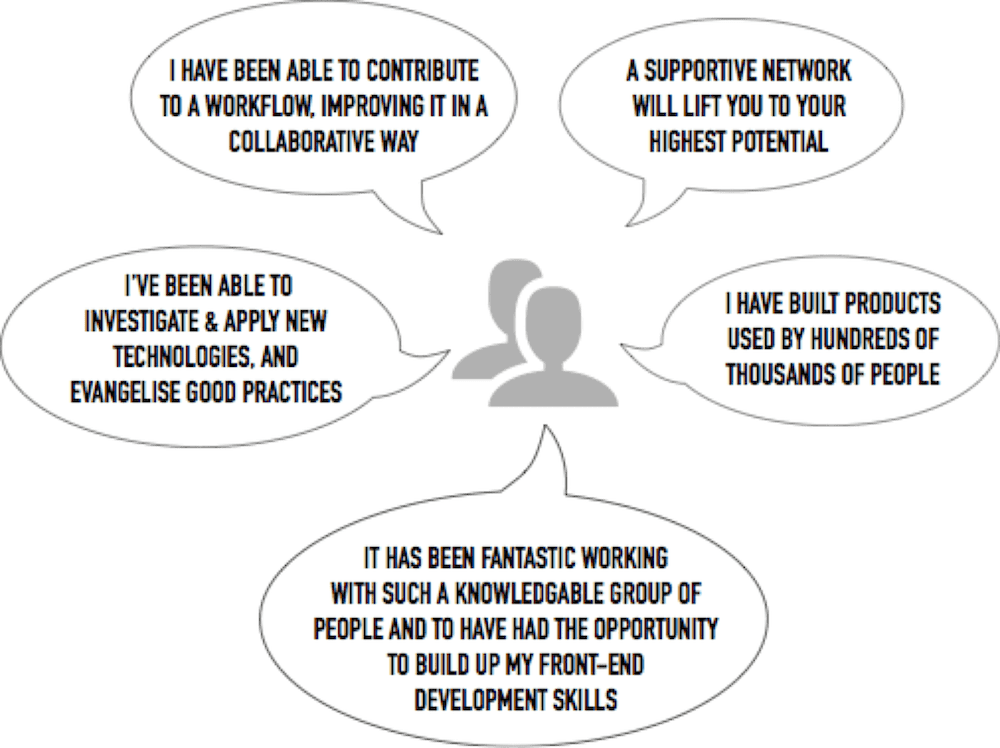 I HAVE BEEN ABLE TO CONTRIBUTE
TO A WORKFLOW, IMPROVING IT IN A
COLLABORATIVE WAY
A SUPPORTIVE NETWORK
WILL LIFT YOU TO YOUR
HIGHEST POTENTIAL
I'VE BEEN ABLE TO
INVESTIGATE & APPLY NEW
TECHNOLOGIES, AND
EVANGELISE GOOD PRACTICES
I HAVE BUILT PRODUCTS
USED BY HUNDREDS OF
THOUSANDS OF PEOPLE
IT HAS BEEN FANTASTIC WORKING
WITH SUCH A KNOWLEDGABLE GROUP OF
PEOPLE AND TO HAVE HAD THE OPPORTUNITY
TO BUILD UP MY FRONT-END
DEVELOPMENT SKILLS